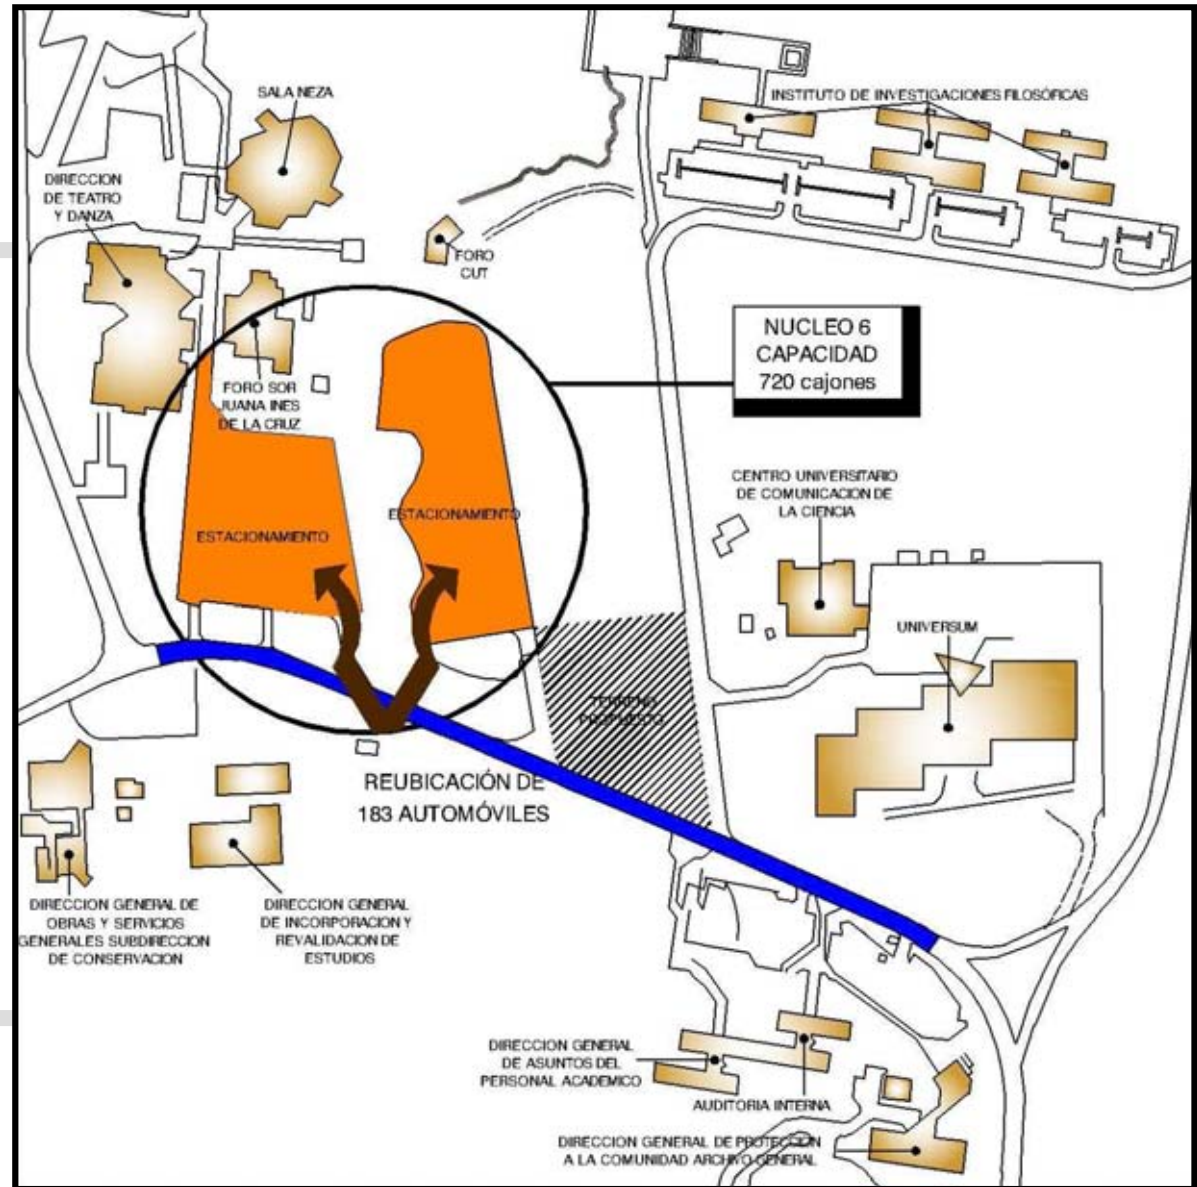 SALA NEZA
INSTITUTO DE INVESTIGACIONES FILOSÓFICAS
DIRECCION
DE TEATRO
Y DANZA
FORO
CUT
NUCLEO 6
CAPACIDAD
720 cajones
FORO SOR
JUANA INES
DE LA CRUZ
CENTRO UNIVERSITARIO
DE COMUNICACION DE
LA CIENCIA
ESTACIONAMIENTO
ESTACIONAMIENTO
UNIVERSUM
TERRENO
PROPUESTO
REUBICACIÓN DE
183 AUTOMÓVILES
DIRECCION GENERAL DE
OBRAS Y SERVICIOS
GENERALES SUBDIRECCION
DE CONSERVACION
DIRECCION GENERAL
DE INCORPORACION Y
REVALIDACION DE
ESTUDIOS
DIRECCION GENERAL
DE ASUNTOS DEL
PERSONAL ACADEMICO
AUDITORIA INTERNA
DIRECCION GENERAL DE PROTECCION
A LA COMUNIDAD ARCHIVO GENERAL